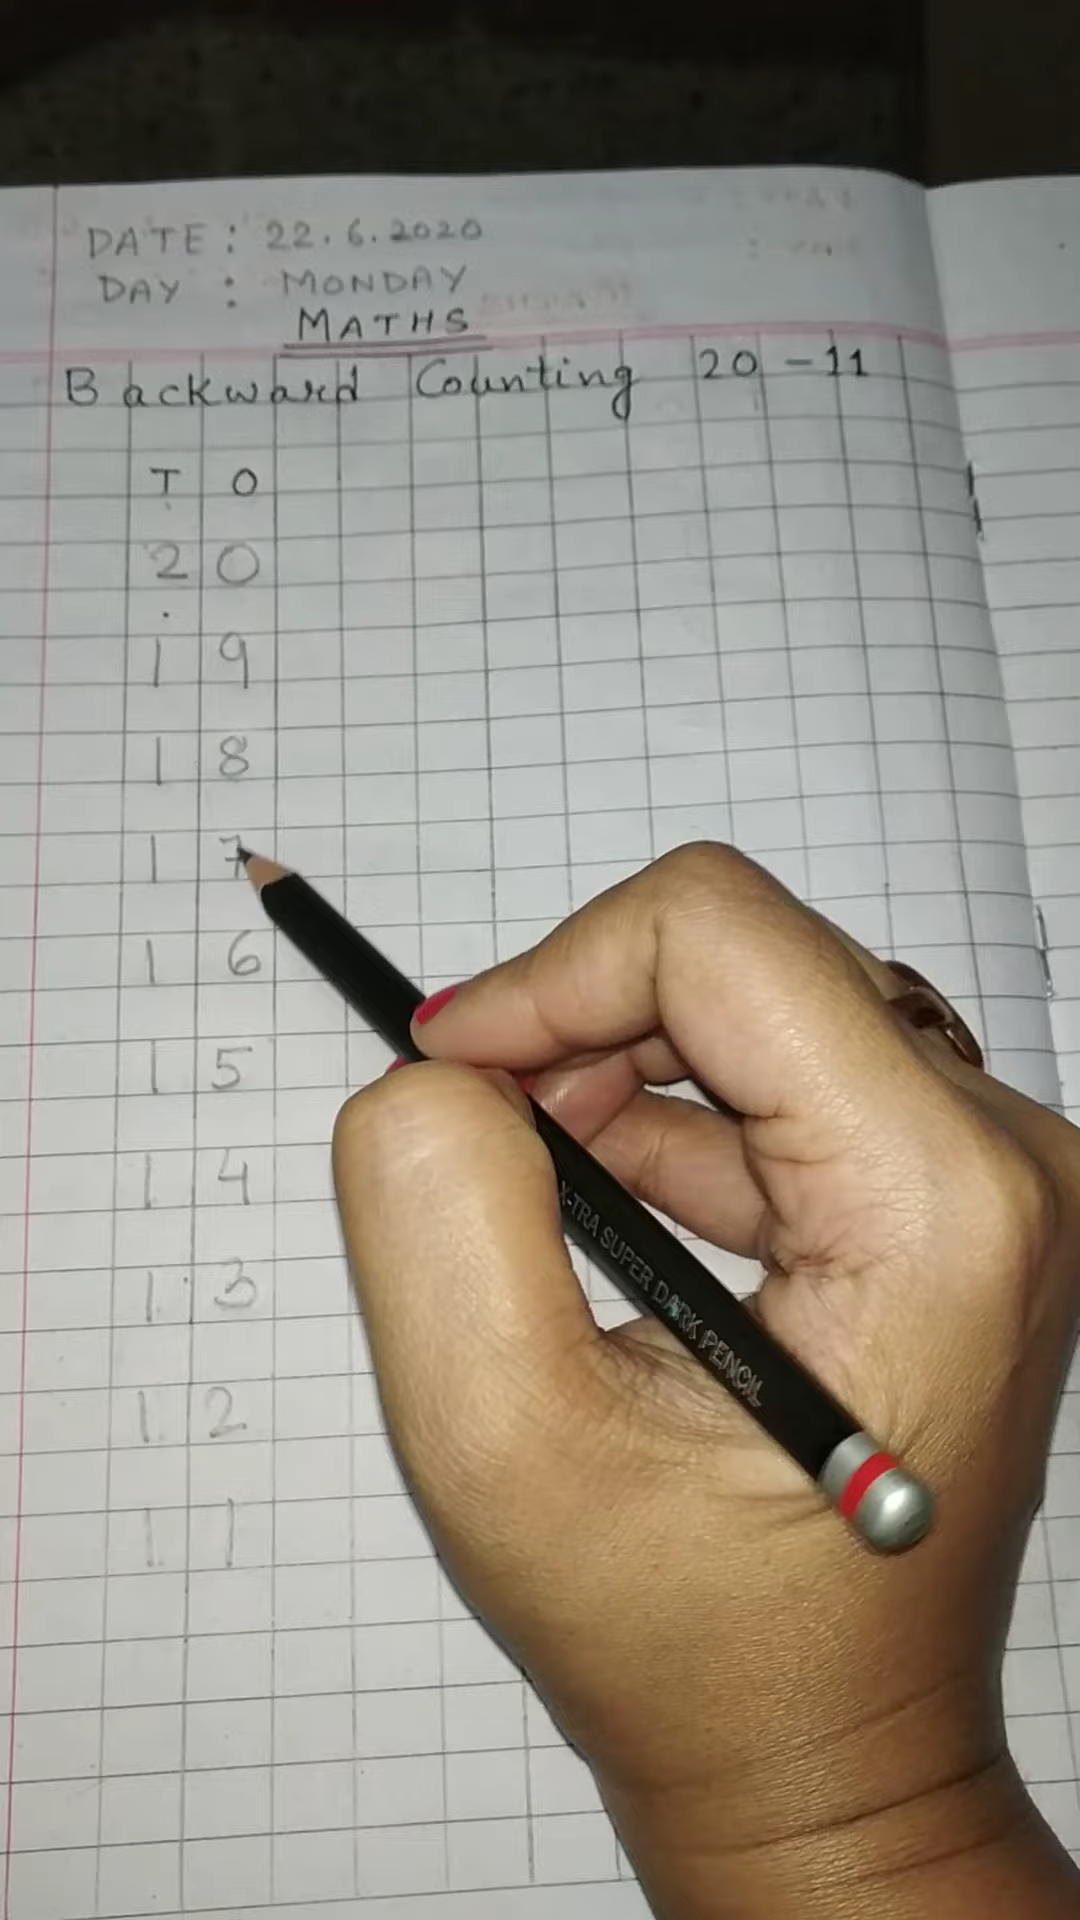 DATE : 22.6.2020
DAY : MONDAY
MATHS
Backward Counting 20 - 11
T O
2 0
1 9
1 8
1 7
1 6
1 5
1 4
1 3
1 2
1 1
X-TRA SUPER DARK PENCIL